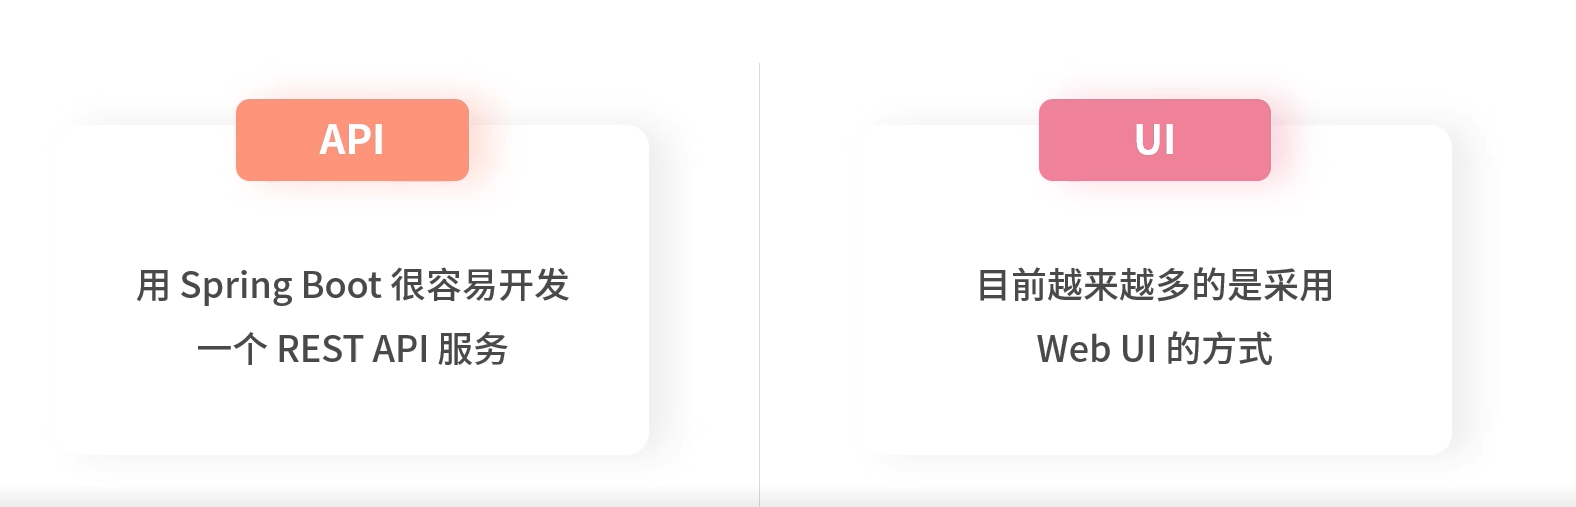 API
用 Spring Boot 很容易开发
一个 REST API 服务
UI
目前越来越多的是采用
Web UI 的方式